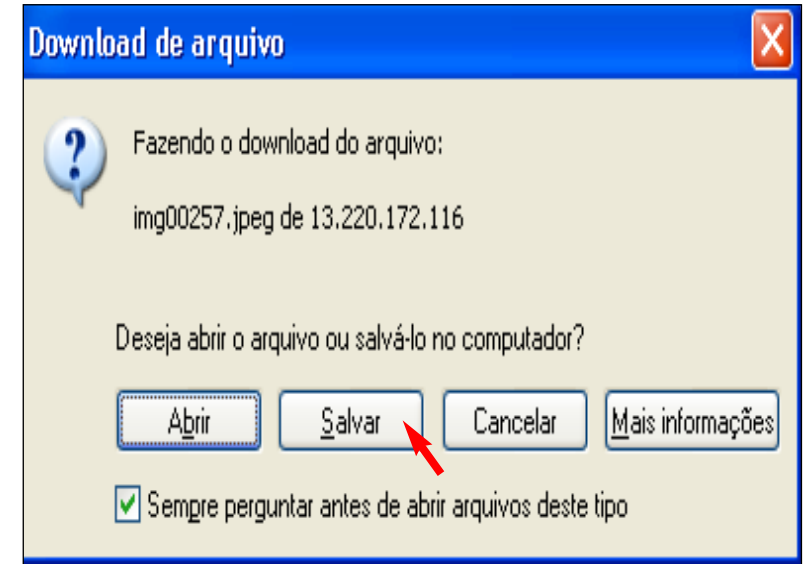 Download de arquivo
Fazendo o download do arquivo:
img00257.jpeg de 13.220.172.116
Deseja abrir o arquivo ou salvá-lo no computador?
Abrir Salvar Cancelar Mais informações
Sempre perguntar antes de abrir arquivos deste tipo